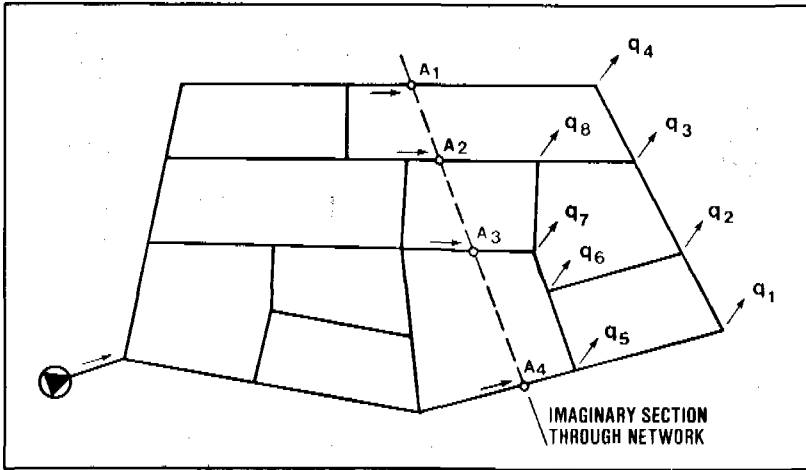 q4
A1
q8
q3
A2
q7
q2
A3
q6
q1
q5
A4
IMAGINARY SECTION
THROUGH NETWORK